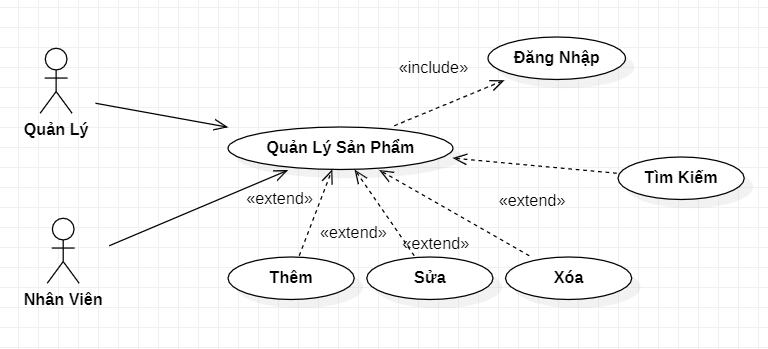 Đăng Nhập
«include»
Quản Lý
Quản Lý Sản Phẩm
Tìm Kiếm
«extend»
«extend»
«extend»
«extend»
Thêm
Sửa
Xóa
Nhân Viên